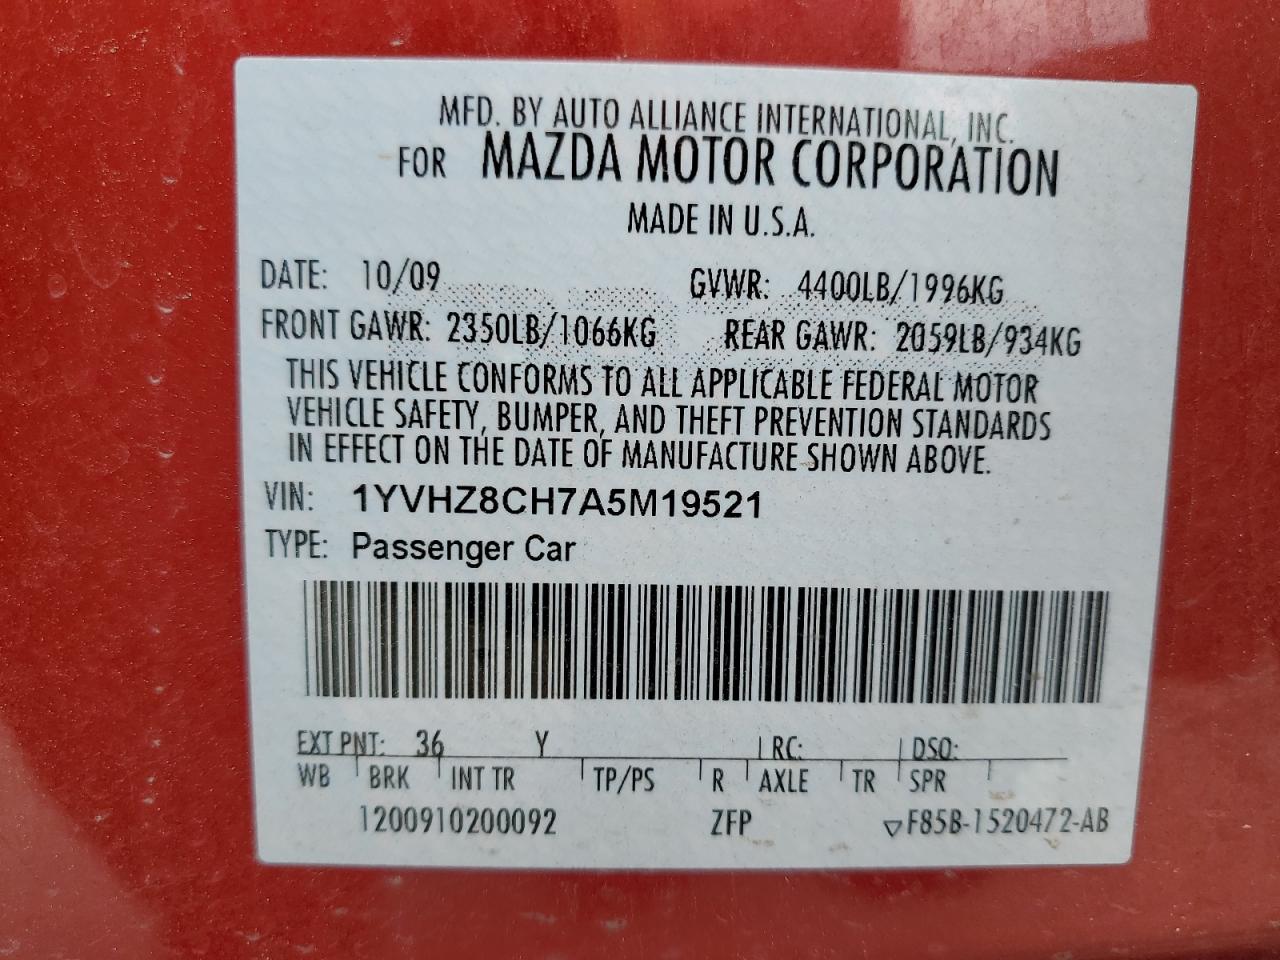 MFD. BY AUTO ALLIANCE INTERNATIONAL, INC.
FOR MAZDA MOTOR CORPORATION
MADE IN U.S.A.
DATE: 10/09 GVWR: 4400LB/1996KG
FRONT GAWR: 2350LB/1066KG REAR GAWR: 2059LB/934KG
THIS VEHICLE CONFORMS TO ALL APPLICABLE FEDERAL MOTOR
VEHICLE SAFETY, BUMPER, AND THEFT PREVENTION STANDARDS
IN EFFECT ON THE DATE OF MANUFACTURE SHOWN ABOVE.
VIN: 1YVHZ8CH7A5M19521
TYPE: Passenger Car
EXT PNT: 36 Y RC: DSO:
WB BRK INT TR TP/PS R AXLE TR SPR
1200910200092 ZFP ▽F85B-1520472-AB